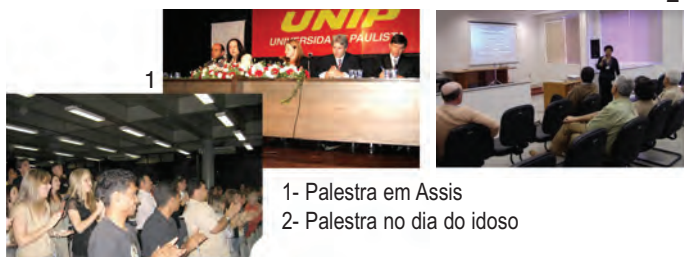 2
UNIP
UNIVERSIDADE PAULISTA
1
1- Palestra em Assis
2- Palestra no dia do idoso